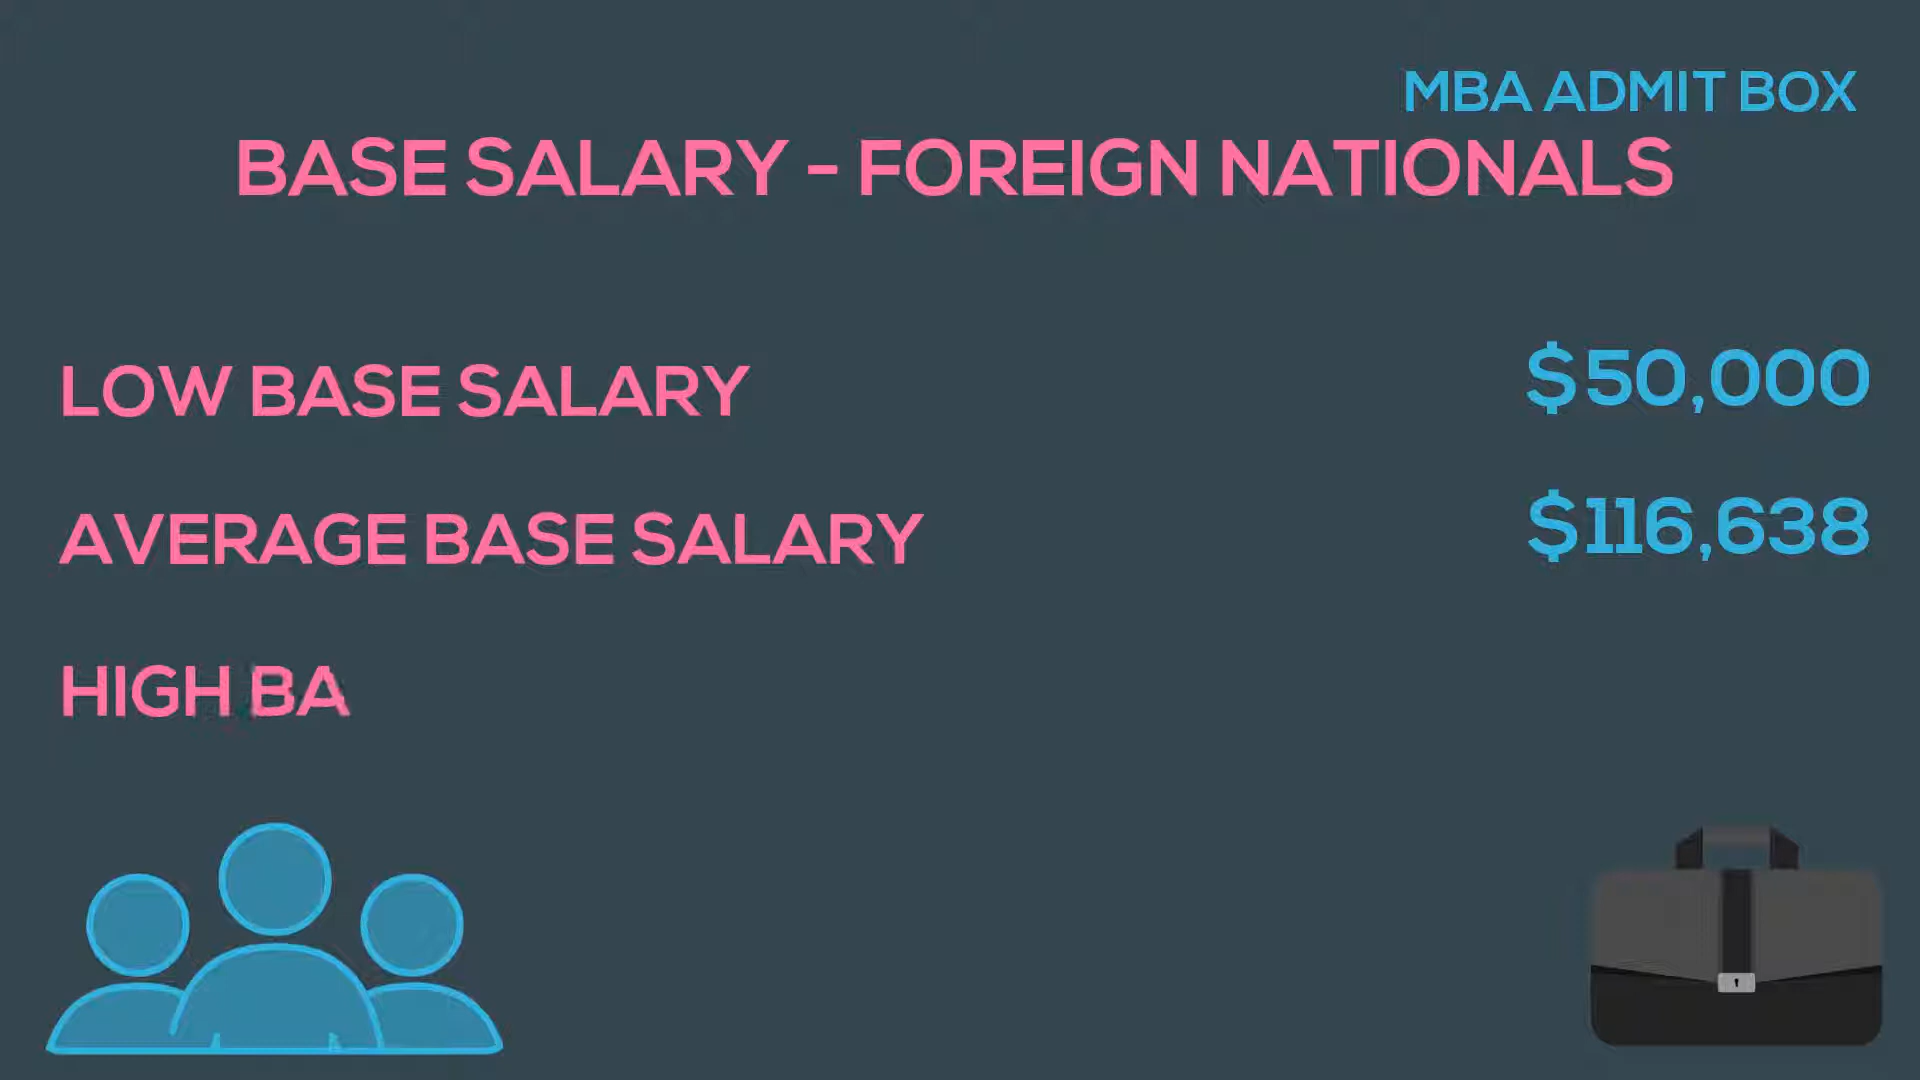 MBA ADMIT BOX
BASE SALARY - FOREIGN NATIONALS
LOW BASE SALARY $50,000
AVERAGE BASE SALARY $116,638
HIGH BA